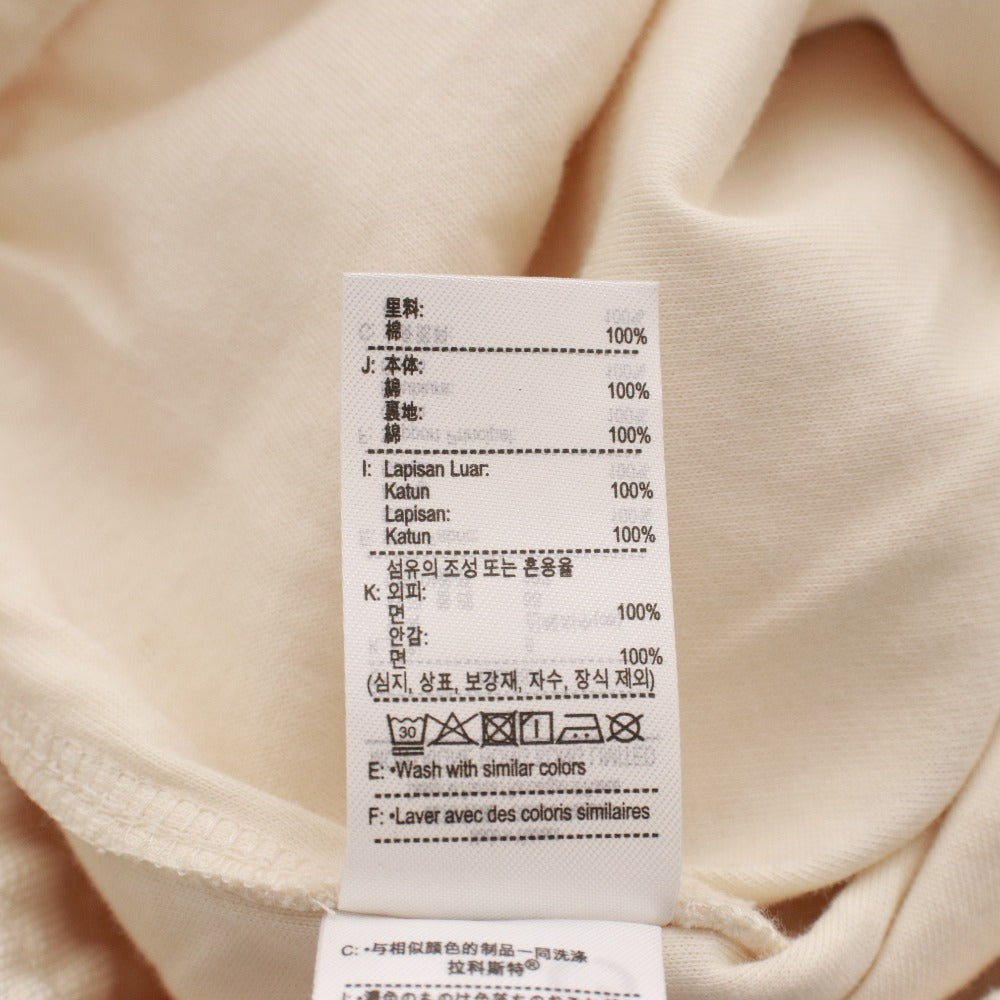 里料:
棉 100%
J: 本体:
綿 100%
裏地:
綿 100%
I: Lapisan Luar:
Katun 100%
Lapisan:
Katun 100%
섬유의 조성 또는 혼용율
K: 외피:
면 100%
안감:
면 100%
(심지, 상표, 보강재, 자수, 장식 제외)
30
E: •Wash with similar colors
F: •Laver avec des coloris similaires
C: •与相似颜色的制品一同洗涤
拉科斯特®